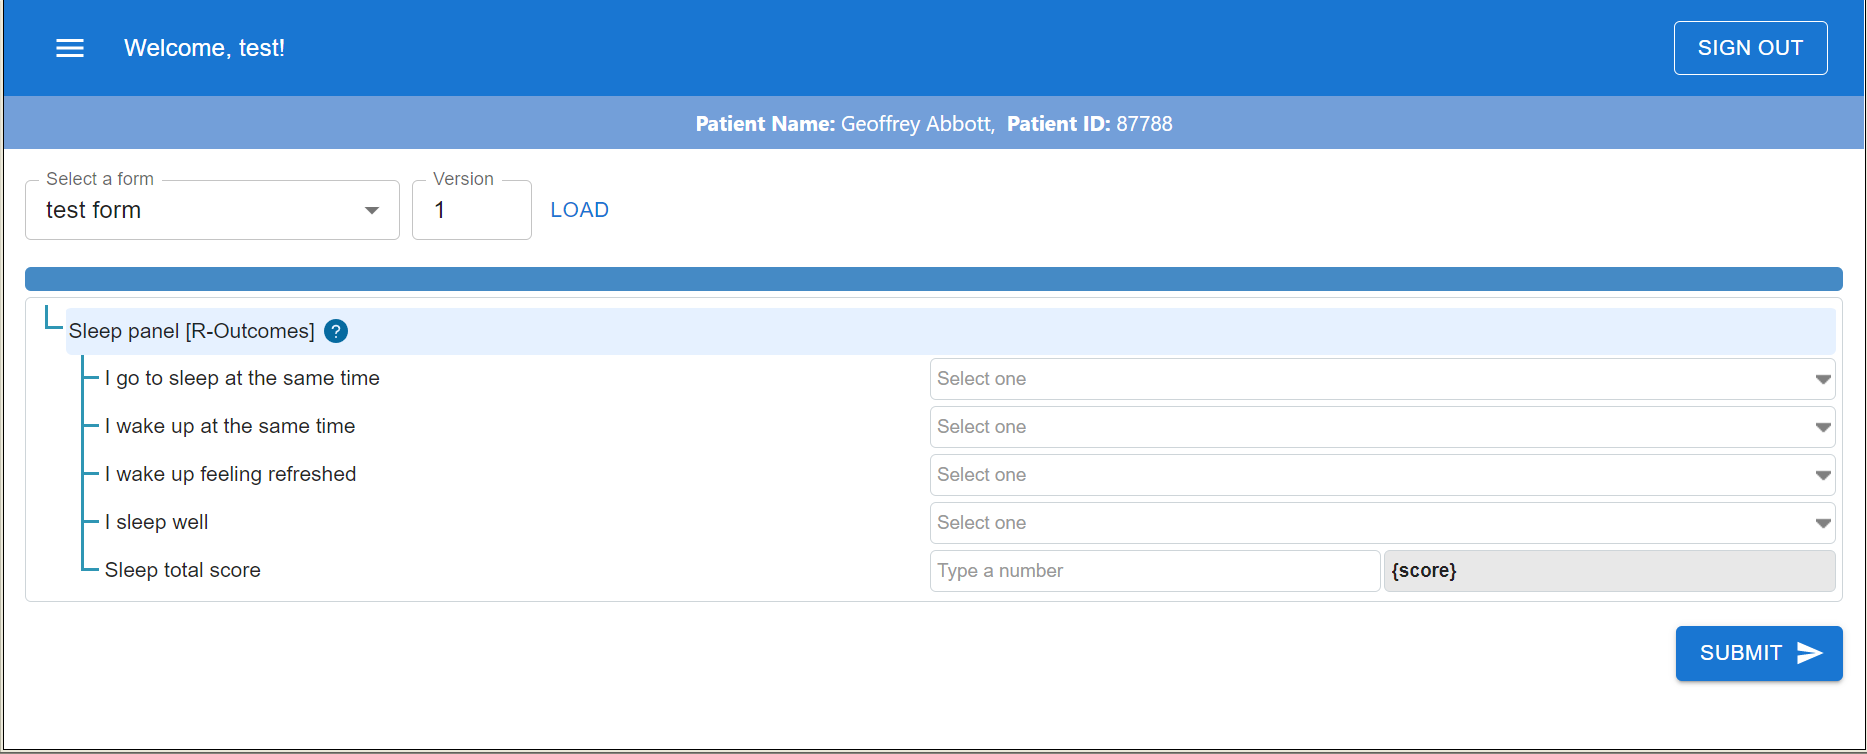 Welcome, test!
SIGN OUT
Patient Name: Geoffrey Abbott, Patient ID: 87788
Select a form
Version
test form
1
LOAD
Sleep panel [R-Outcomes] ?
I go to sleep at the same time
Select one
I wake up at the same time
Select one
I wake up feeling refreshed
Select one
I sleep well
Select one
Sleep total score
Type a number
{score}
SUBMIT